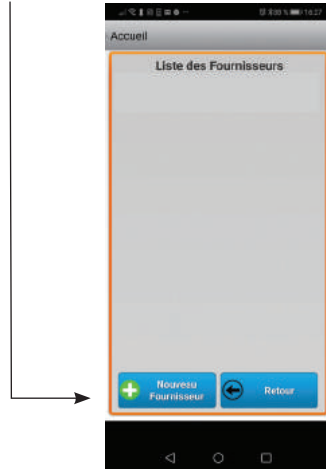 Accueil
Liste des Fournisseurs
Nouveau
Fournisseur
Retour